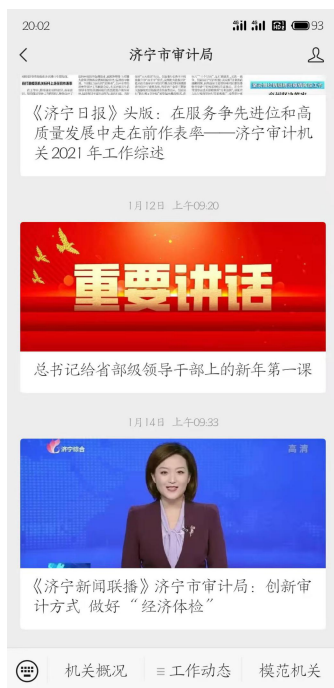 20:02
93
济宁市审计局
《济宁日报》头版：在服务争先进位和高
质量发展中走在前作表率——济宁审计机
关2021年工作综述
1月12日 上午09:20
重要讲话
总书记给省部级领导干部上的新年第一课
1月14日 上午09:33
济宁综合
高清
《济宁新闻联播》济宁市审计局：创新审
计方式 做好“经济体检”
机关概况
工作动态
模范机关